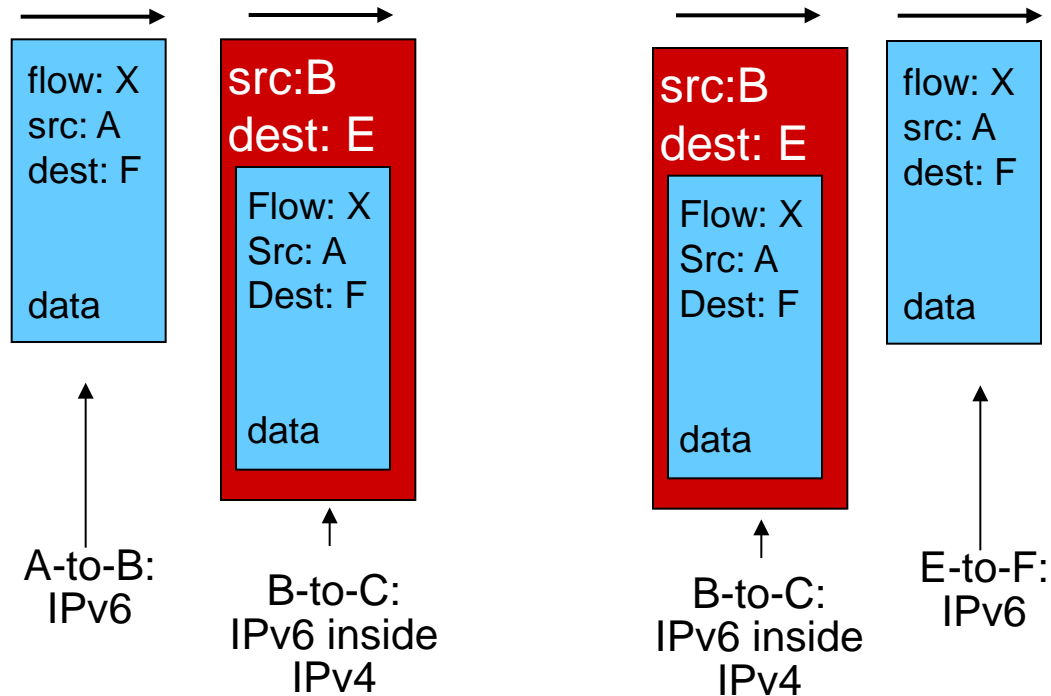 flow: X
src: A
dest: F
data
src:B
dest: E
Flow: X
Src: A
Dest: F
data
src:B
dest: E
Flow: X
Src: A
Dest: F
data
flow: X
src: A
dest: F
data
A-to-B:
IPv6
B-to-C:
IPv6 inside
IPv4
B-to-C:
IPv6 inside
IPv4
E-to-F:
IPv6